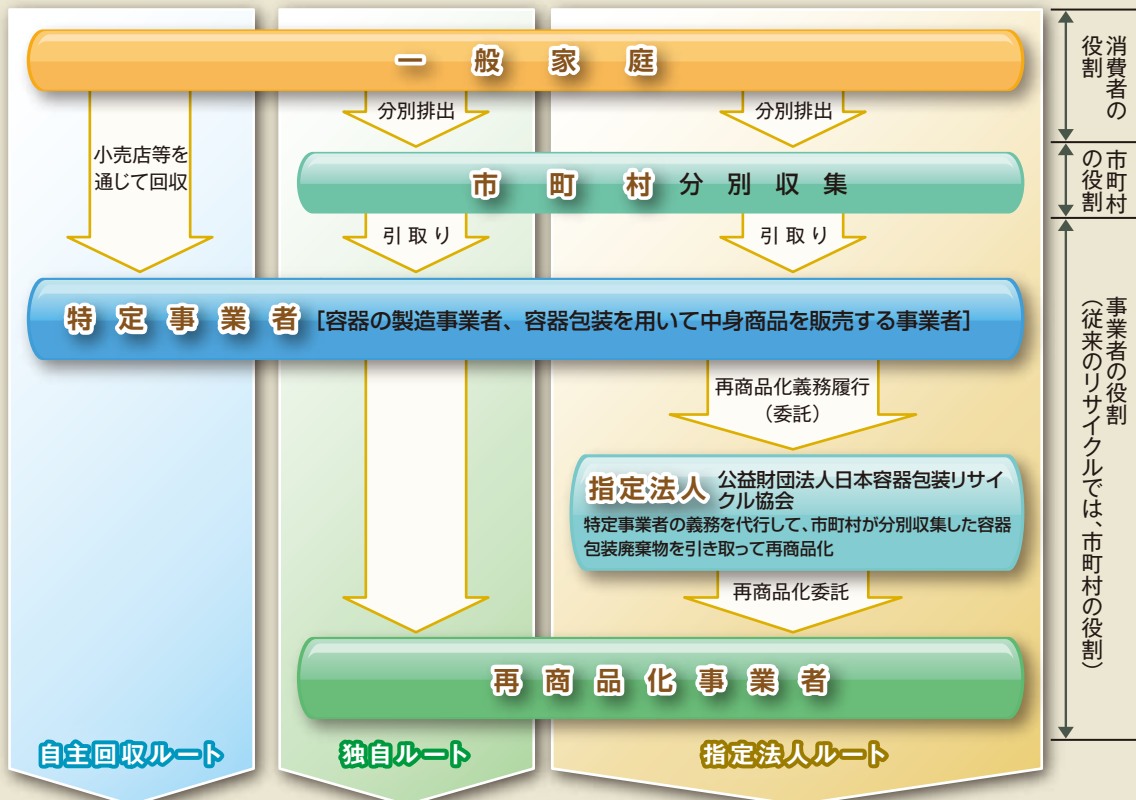 一般家庭
分別排出
分別排出
小売店等を
通じて回収
市町村 分別収集
引取り
引取り
特定事業者 [容器の製造事業者、容器包装を用いて中身商品を販売する事業者]
再商品化義務履行
（委託）
指定法人 公益財団法人日本容器包装リサイ
クル協会
特定事業者の義務を代行して、市町村が分別収集した容器
包装廃棄物を引き取って再商品化
再商品化委託
再商品化事業者
自主回収ルート
独自ルート
指定法人ルート
消費者の
役割
市町村
の役割
事業者の役割
（従来のリサイクルでは、市町村の役割）